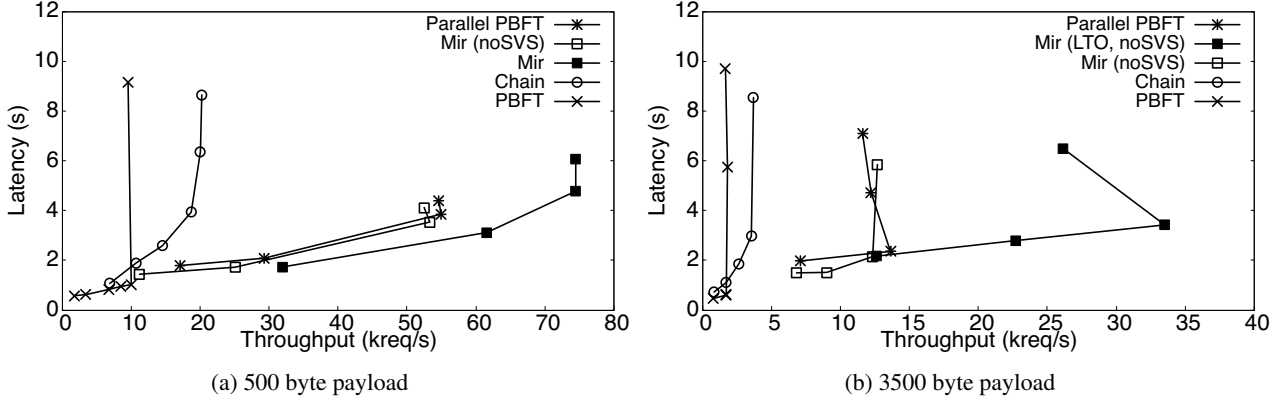 12
10
8
6
4
2
0
Latency (s)
Parallel PBFT
Mir (noSVS)
Mir
Chain
PBFT
0 10 20 30 40 50 60 70 80
Throughput (kreq/s)
(a) 500 byte payload
12
10
8
6
4
2
0
Latency (s)
Parallel PBFT
Mir (LTO, noSVS)
Mir (noSVS)
Chain
PBFT
0 5 10 15 20 25 30 35 40
Throughput (kreq/s)
(b) 3500 byte payload